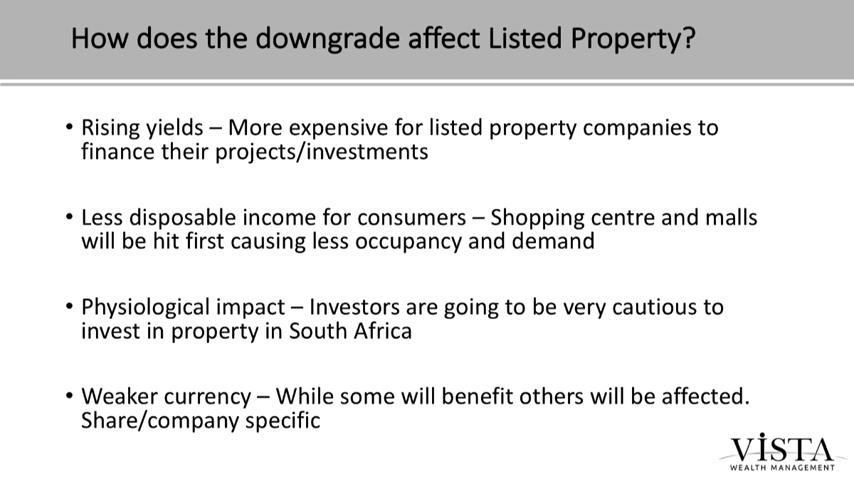 How does the downgrade affect Listed Property?
• Rising yields – More expensive for listed property companies to
finance their projects/investments
• Less disposable income for consumers – Shopping centre and malls
will be hit first causing less occupancy and demand
• Physiological impact – Investors are going to be very cautious to
invest in property in South Africa
• Weaker currency – While some will benefit others will be affected.
Share/company specific
VISTA
WEALTH MANAGEMENT